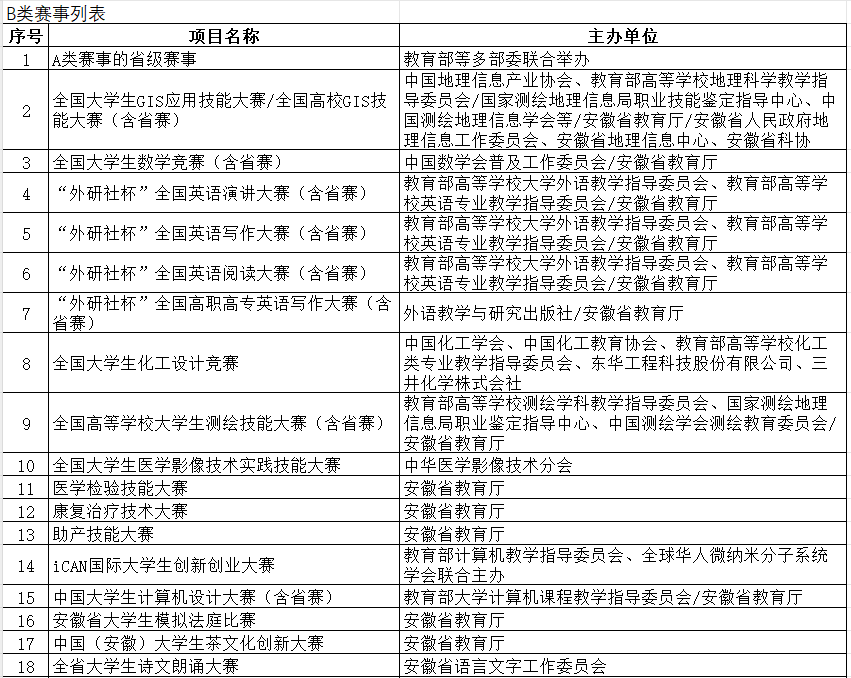 B类赛事列表
序号 项目名称 主办单位
1 A类赛事的省级赛事 教育部等多部委联合举办
2 全国大学生GIS应用技能大赛/全国高校GIS技
能大赛（含省赛）
中国地理信息产业协会、教育部高等学校地理科学教学指
导委员会/国家测绘地理信息局职业技能鉴定指导中心、中
国测绘地理信息学会等/安徽省教育厅/安徽省人民政府地
理信息工作委员会、安徽省地理信息中心、安徽省科协
3 全国大学生数学竞赛（含省赛） 中国数学会普及工作委员会/安徽省教育厅
4 “外研社杯”全国英语演讲大赛（含省赛）
教育部高等学校大学外语教学指导委员会、教育部高等学
校英语专业教学指导委员会/安徽省教育厅
5 “外研社杯”全国英语写作大赛（含省赛）
教育部高等学校大学外语教学指导委员会、教育部高等学
校英语专业教学指导委员会/安徽省教育厅
6 “外研社杯”全国英语阅读大赛（含省赛）
教育部高等学校大学外语教学指导委员会、教育部高等学
校英语专业教学指导委员会/安徽省教育厅
7 “外研社杯”全国高职高专英语写作大赛（含
省赛）
外语教学与研究出版社/安徽省教育厅
8 全国大学生化工设计竞赛
中国化工学会、中国化工教育协会、教育部高等学校化工
类专业教学指导委员会、东华工程科技股份有限公司、三
井化学株式会社
9 全国高等学校大学生测绘技能大赛（含省赛）
教育部高等学校测绘学科教学指导委员会、国家测绘地理
信息局职业鉴定指导中心、中国测绘学会测绘教育委员会/
安徽省教育厅
10 全国大学生医学影像技术实践技能大赛 中华医学影像技术分会
11 医学检验技能大赛 安徽省教育厅
12 康复治疗技术大赛 安徽省教育厅
13 助产技能大赛 安徽省教育厅
14 iCAN国际大学生创新创业大赛
教育部计算机教学指导委员会、全球华人微纳米分子系统
学会联合主办
15 中国大学生计算机设计大赛（含省赛） 教育部大学计算机课程教学指导委员会/安徽省教育厅
16 安徽省大学生模拟法庭比赛 安徽省教育厅
17 中国（安徽）大学生茶文化创新大赛 安徽省教育厅
18 全省大学生诗文朗诵大赛 安徽省语言文字工作委员会